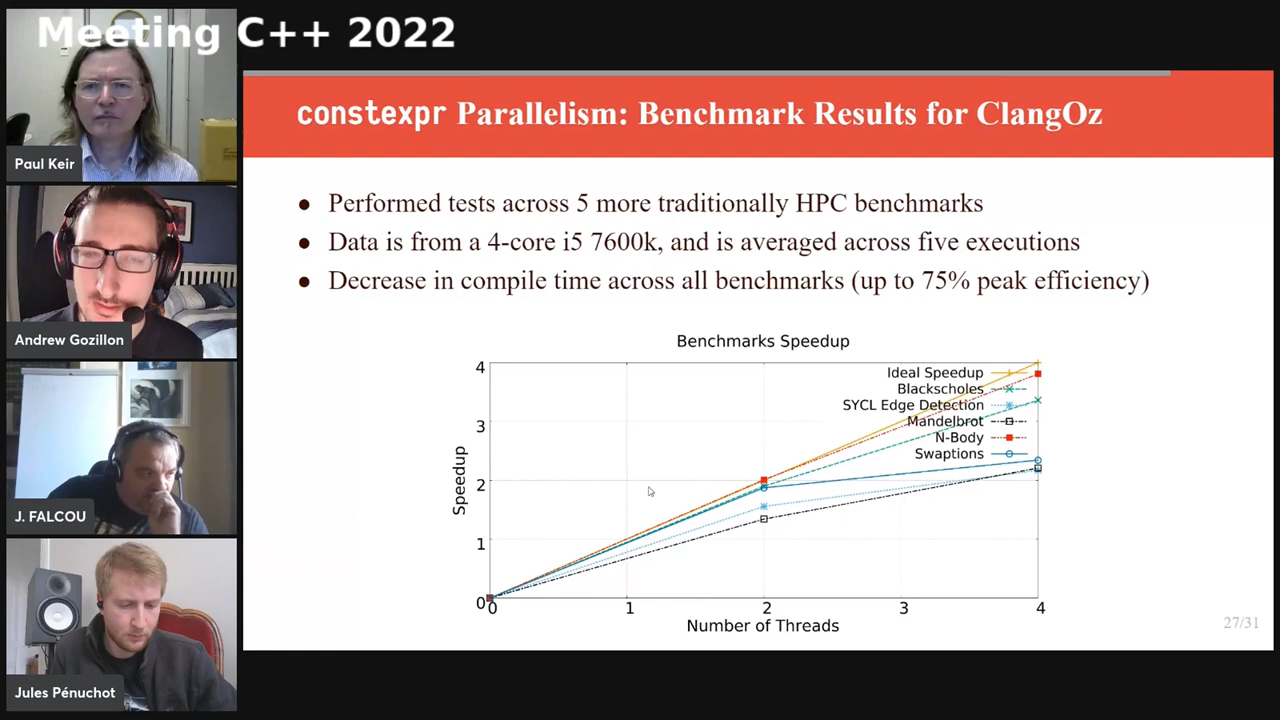 Meeting C++ 2022
Paul Keir
Andrew Gozillon
J. FALCOU
Jules Pénuchot
constexpr Parallelism: Benchmark Results for ClangOz
● Performed tests across 5 more traditionally HPC benchmarks
● Data is from a 4-core i5 7600k, and is averaged across five executions
● Decrease in compile time across all benchmarks (up to 75% peak efficiency)
Benchmarks Speedup
Speedup
4
3
2
1
0
Ideal Speedup
Blackscholes
SYCL Edge Detection
Mandelbrot
N-Body
Swaptions
0 1 2 3 4
Number of Threads
27/31